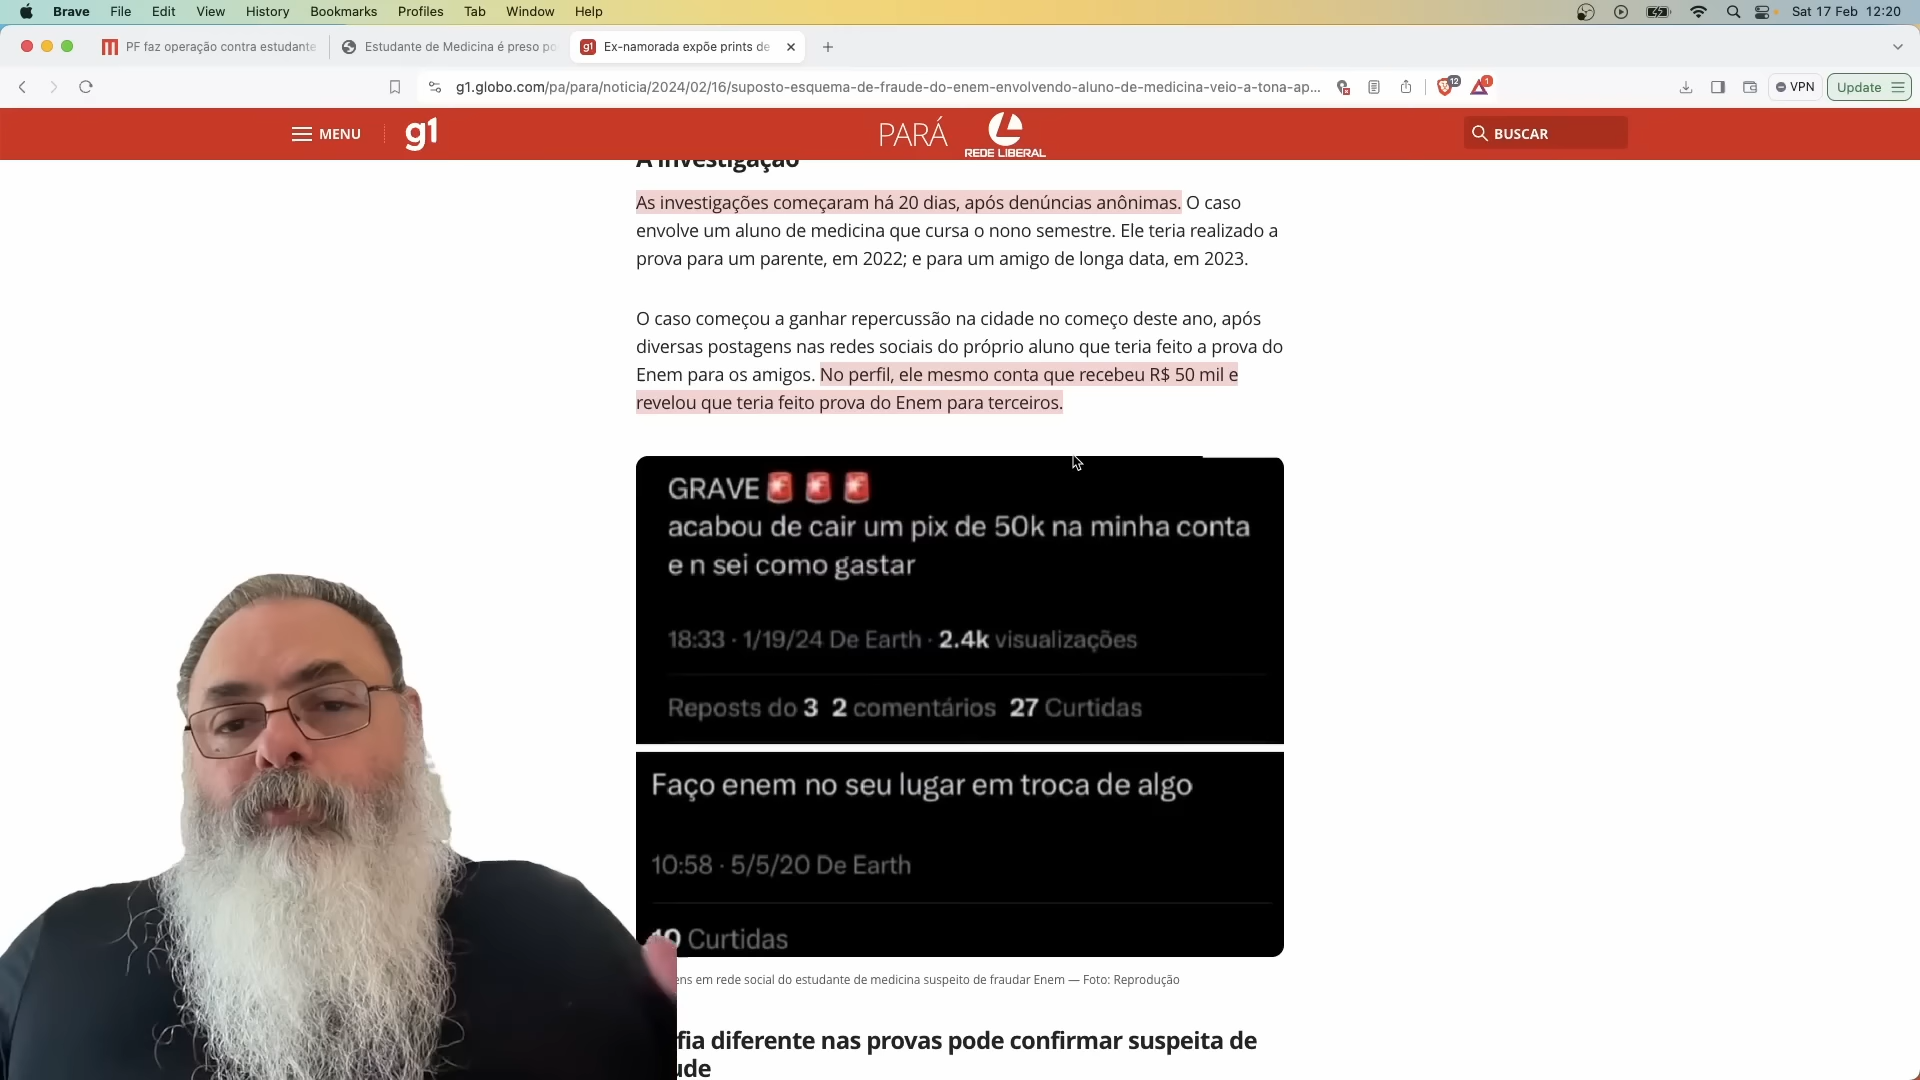 Brave File Edit View History Bookmarks Profiles Tab Window Help
Sat 17 Feb 12:20
PF faz operação contra estudante
Estudante de Medicina é preso po
g1 Ex-namorada expõe prints de
g1.globo.com/pa/para/noticia/2024/02/16/suposto-esquema-de-fraude-do-enem-envolvendo-aluno-de-medicina-veio-a-tona-ap...
12
1
VPN
Update
MENU
g1
PARÁ
REDE LIBERAL
BUSCAR
A investigação
As investigações começaram há 20 dias, após denúncias anônimas. O caso
envolve um aluno de medicina que cursa o nono semestre. Ele teria realizado a
prova para um parente, em 2022; e para um amigo de longa data, em 2023.
O caso começou a ganhar repercussão na cidade no começo deste ano, após
diversas postagens nas redes sociais do próprio aluno que teria feito a prova do
Enem para os amigos. No perfil, ele mesmo conta que recebeu R$ 50 mil e
revelou que teria feito prova do Enem para terceiros.
GRAVE🚨🚨🚨
acabou de cair um pix de 50k na minha conta
e n sei como gastar
18:33 · 1/19/24 De Earth · 2.4k visualizações
Reposts do 3 2 comentários 27 Curtidas
Faço enem no seu lugar em troca de algo
10:58 · 5/5/20 De Earth
10 Curtidas
ens em rede social do estudante de medicina suspeito de fraudar Enem — Foto: Reprodução
fia diferente nas provas pode confirmar suspeita de
ude